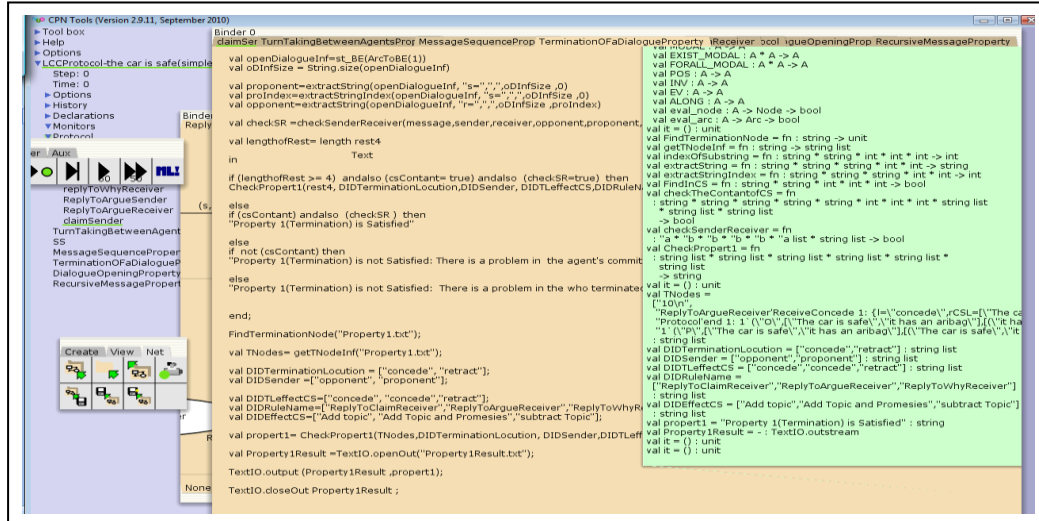 CPN Tools (Version 2.9.11, September 2010)
Tool box
Help
Options
LCCProtocol-the car is safe(simple
Step: 0
Time: 0
Options
History
Declarations
Monitors
Protocol
er Aux
ML!
replyToWhyReceiver
ReplyToArgueSender
ReplyToArgueReceiver
claimSender
TurnTakingBetweenAgent
SS
MessageSequenceProper
TerminationOFaDialogueP
DialogueOpeningProperty
RecursiveMessagePropert
Create View Net
Binder
Reply
(s,
R
None
Binder 0
claimSer TurnTakingBetweenAgentsProp MessageSequenceProp TerminationOFaDialogueProperty Receiver ocol gueOpeningProp RecursiveMessageProperty
val openDialogueInf=st_BE(ArcToBE(1))
val oDInfSize = String.size(openDialogueInf)
val proponent=extractString(openDialogueInf, "s=",",",oDInfSize ,0)
val proIndex=extractStringIndex(openDialogueInf, "s=",",",oDInfSize ,0)
val opponent=extractString(openDialogueInf, "r=",",",oDInfSize ,proIndex)
val checkSR =checkSenderReceiver(message,sender,receiver,opponent,proponent,
val lengthofRest= length rest4
Text
in
if (lengthofRest >= 4) andalso (csContant= true) andalso (checkSR=true) then
CheckPropert1(rest4, DIDTerminationLocution,DIDSender, DIDTLeffectCS,DIDRuleNa
else
if (csContant) andalso (checkSR ) then
"Property 1(Termination) is Satisfied"
else
if not (csContant) then
"Property 1(Termination) is not Satisfied: There is a problem in the agent's commit
else
"Property 1(Termination) is not Satisfied: There is a problem in the who terminated
end;
FindTerminationNode("Property1.txt");
val TNodes= getTNodeInf("Property1.txt");
val DIDTerminationLocution = ["concede", "retract"];
val DIDSender =["opponent", "proponent"];
val DIDTLeffectCS=["concede", "concede","retract"];
val DIDRuleName=["ReplyToClaimReceiver","ReplyToArgueReceiver","ReplyToWhyR
val DIDEffectCS=["Add topic", "Add Topic and Promesies","subtract Topic"];
val propert1= CheckPropert1(TNodes,DIDTerminationLocution, DIDSender,DIDTLeff
val Property1Result =TextIO.openOut("Property1Result.txt");
TextIO.output (Property1Result ,propert1);
TextIO.closeOut Property1Result ;
val MODAL : A -> A
val EXIST_MODAL : A * A -> A
val FORALL_MODAL : A * A -> A
val POS : A -> A
val INV : A -> A
val EV : A -> A
val ALONG : A -> A
val eval_node : A -> Node -> bool
val eval_arc : A -> Arc -> bool
val it = () : unit
val FindTerminationNode = fn : string -> unit
val getTNodeInf = fn : string -> string list
val indexOfSubstring = fn : string * string * int * int * int -> int
val extractString = fn : string * string * string * int * int -> string
val extractStringIndex = fn : string * string * string * int * int -> int
val FindInCS = fn : string * string * int * int * int -> bool
val checkTheContantofCS = fn
: string * string * string * string * string * int * int * int * string list
* string list * string list
-> bool
val checkSenderReceiver = fn
: ''a * ''b * ''b * ''b * ''b * ''a list * string list -> bool
val CheckPropert1 = fn
: string list * string list * string list * string list * string list *
string list
-> string
val it = () : unit
val TNodes =
["10\n",
"ReplyToArgueReceiver'ReceiveConcede 1: {l=\"concede\",rCSL=[\"The ca
"Protocol'end 1: 1`(\"O\",[\"The car is safe\",\"it has an aribag\"],[(\"it ha
"1`(\"P\",[\"The car is safe\",\"it has an aribag\"],[(\"The car is safe\",\"it
: string list
val DIDTerminationLocution = ["concede","retract"] : string list
val DIDSender = ["opponent","proponent"] : string list
val DIDTLeffectCS = ["concede","concede","retract"] : string list
val DIDRuleName =
["ReplyToClaimReceiver","ReplyToArgueReceiver","ReplyToWhyReceiver"]
: string list
val DIDEffectCS = ["Add topic","Add Topic and Promesies","subtract Topic"]
: string list
val propert1 = "Property 1(Termination) is Satisfied" : string
val Property1Result = - : TextIO.outstream
val it = () : unit
val it = () : unit